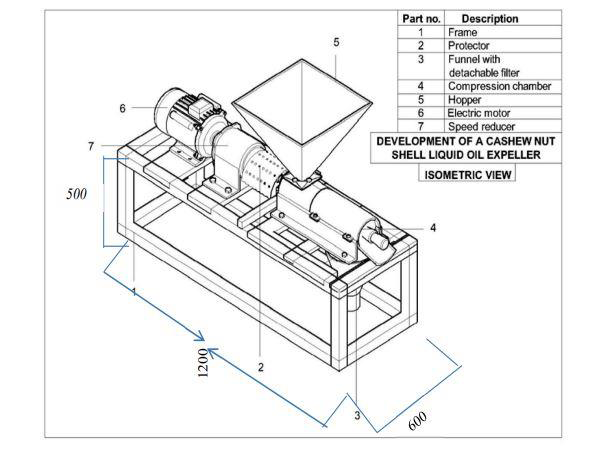 Part no. Description
1 Frame
2 Protector
3 Funnel with
detachable filter
4 Compression chamber
5 Hopper
6 Electric motor
7 Speed reducer
DEVELOPMENT OF A CASHEW NUT
SHELL LIQUID OIL EXPELLER
ISOMETRIC VIEW
5
6
7
500
4
1
1200
2
3
600